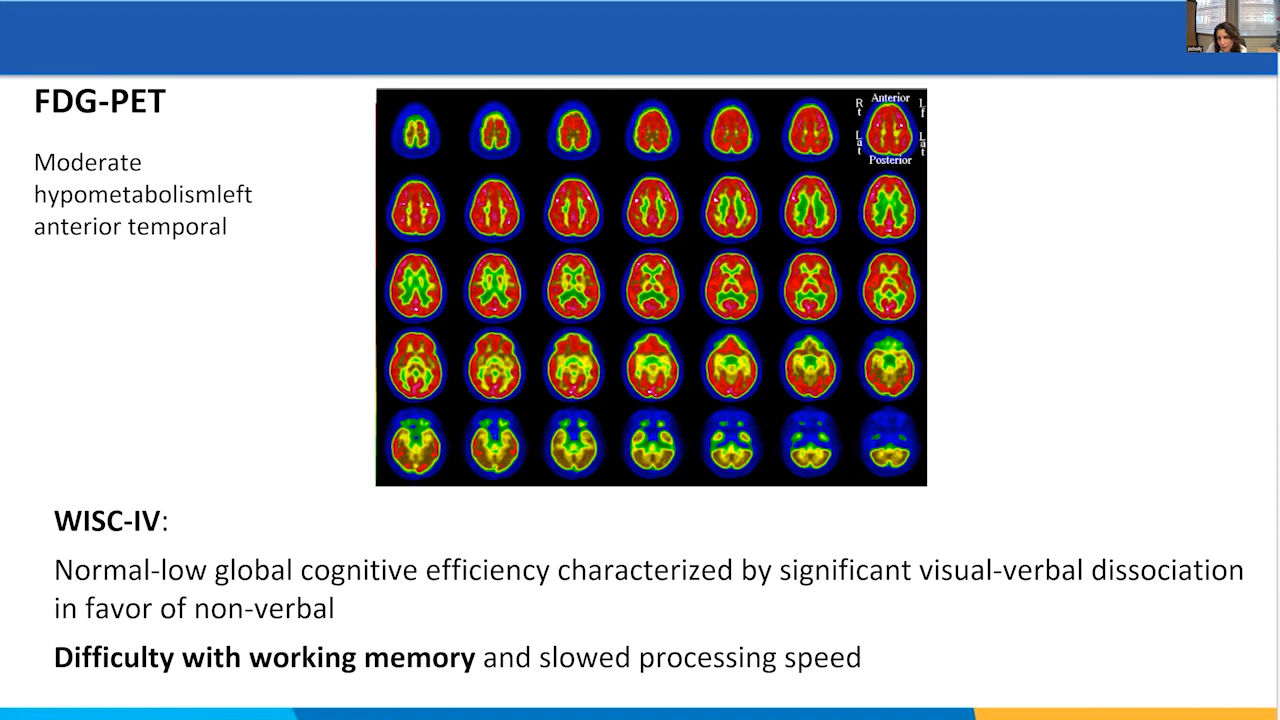 FDG-PET
Moderate
hypometabolismleft
anterior temporal
Anterior
Rt
Lf
Lat
Lat
Posterior
WISC-IV:
Normal-low global cognitive efficiency characterized by significant visual-verbal dissociation
in favor of non-verbal
Difficulty with working memory and slowed processing speed